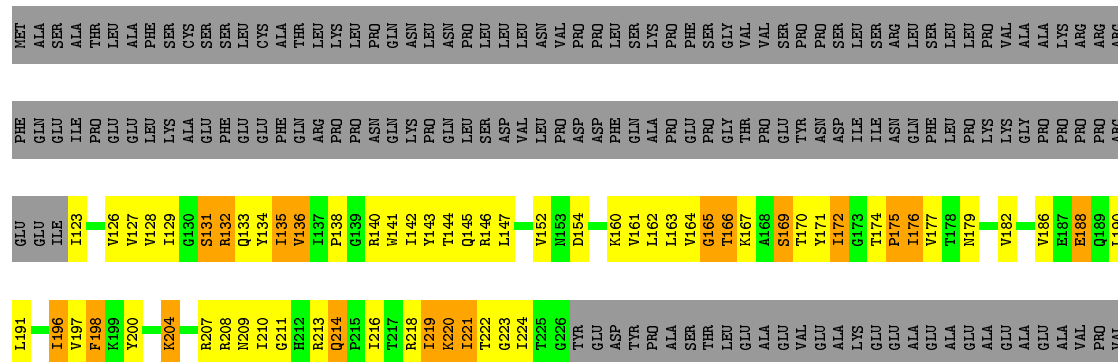 MET ALA SER ALA THR LEU ALA PHE SER CYS SER SER LEU CYS ALA THR LEU LYS LEU PRO GLN ASN LEU ASN PRO LEU LEU LEU ASN VAL PRO PRO LEU SER LYS PRO PHE SER GLY VAL VAL SER PRO PRO SER LEU SER ARG LEU SER LEU LEU PRO VAL ALA ALA LYS ARG ARG ARG
PHE GLN GLU ILE PRO GLU GLU LEU LYS ALA GLU PHE GLU GLU PHE GLN ARG PRO PRO ASN GLN LYS PRO GLN LEU SER ASP VAL LEU PRO ASP ASP PHE GLN ALA PRO GLU PRO GLY THR PRO GLU TYR ASN ASP ILE ILE ASN GLN PHE LEU PRO LYS LYS GLY PRO PRO PRO PRO
GLU GLU ILE I123 V126 V127 V128 I129 G130 S131 R132 Q133 Y134 I135 V136 I137 P138 G139 R140 W141 I142 Y143 T144 Q145 R146 L147 V152 N153 D154 K160 V161 L162 L163 V164 G165 T166 K167 A168 S169 T170 Y171 I172 G173 T174 P175 I176 V177 T178 N179 V182 V186 E187 E188 Q189 L190
L191 I196 V197 F198 K199 Y200 K204 R207 R208 N209 I210 G211 H212 R213 Q214 P215 I216 T217 R218 I219 K220 I221 T222 G223 I224 T225 G226 TYR GLU ASP TYR PRO ALA SER THR LEU GLU ALA GLU VAL GLU ALA LYS GLU GLU ALA GLU ALA GLU ALA GLU ALA GLU ALA VAL PRO VAL